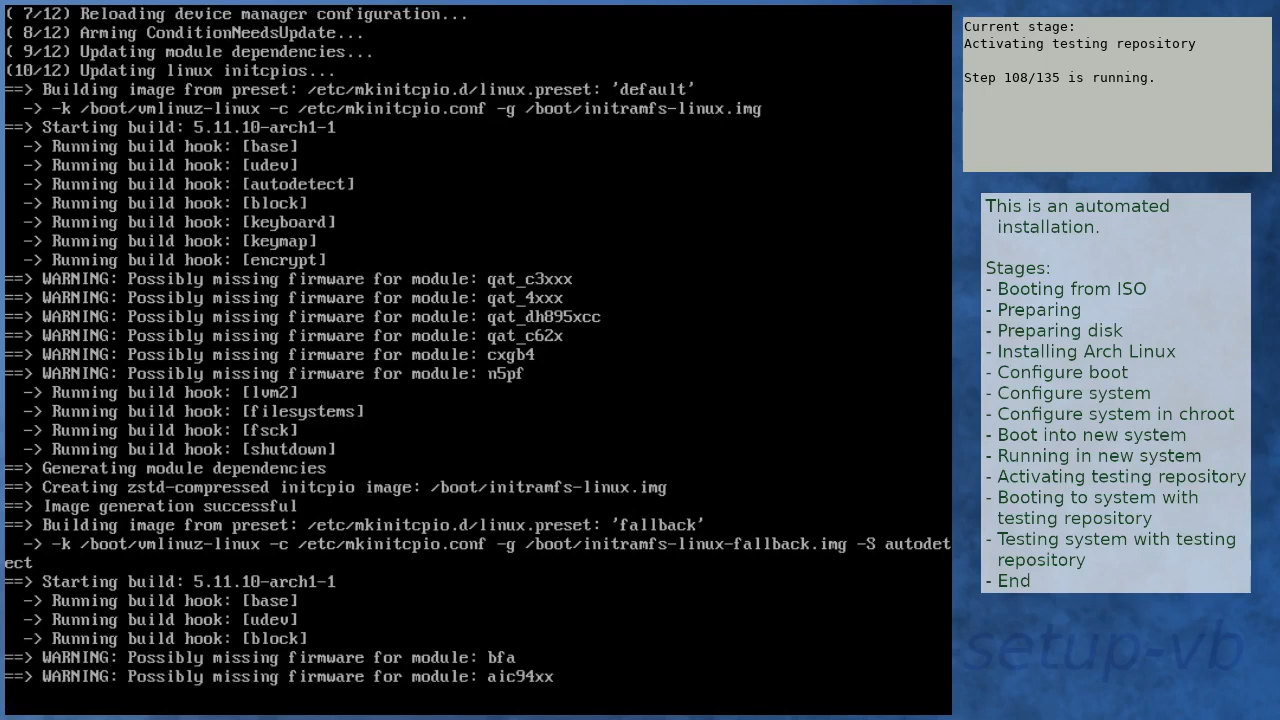 ( 7/12) Reloading device manager configuration...
( 8/12) Arming ConditionNeedsUpdate...
( 9/12) Updating module dependencies...
(10/12) Updating linux initcpios...
==> Building image from preset: /etc/mkinitcpio.d/linux.preset: 'default'
  -> -k /boot/vmlinuz-linux -c /etc/mkinitcpio.conf -g /boot/initramfs-linux.img
==> Starting build: 5.11.10-arch1-1
  -> Running build hook: [base]
  -> Running build hook: [udev]
  -> Running build hook: [autodetect]
  -> Running build hook: [block]
  -> Running build hook: [keyboard]
  -> Running build hook: [keymap]
  -> Running build hook: [encrypt]
==> WARNING: Possibly missing firmware for module: qat_c3xxx
==> WARNING: Possibly missing firmware for module: qat_4xxx
==> WARNING: Possibly missing firmware for module: qat_dh895xcc
==> WARNING: Possibly missing firmware for module: qat_c62x
==> WARNING: Possibly missing firmware for module: cxgb4
==> WARNING: Possibly missing firmware for module: n5pf
  -> Running build hook: [lvm2]
  -> Running build hook: [filesystems]
  -> Running build hook: [fsck]
  -> Running build hook: [shutdown]
==> Generating module dependencies
==> Creating zstd-compressed initcpio image: /boot/initramfs-linux.img
==> Image generation successful
==> Building image from preset: /etc/mkinitcpio.d/linux.preset: 'fallback'
  -> -k /boot/vmlinuz-linux -c /etc/mkinitcpio.conf -g /boot/initramfs-linux-fallback.img -S autodet
ect
==> Starting build: 5.11.10-arch1-1
  -> Running build hook: [base]
  -> Running build hook: [udev]
  -> Running build hook: [block]
==> WARNING: Possibly missing firmware for module: bfa
==> WARNING: Possibly missing firmware for module: aic94xx
Current stage:
Activating testing repository
Step 108/135 is running.
This is an automated
installation.
Stages:
- Booting from ISO
- Preparing
- Preparing disk
- Installing Arch Linux
- Configure boot
- Configure system
- Configure system in chroot
- Boot into new system
- Running in new system
- Activating testing repository
- Booting to system with
testing repository
- Testing system with testing
repository
- End
-setup-vb